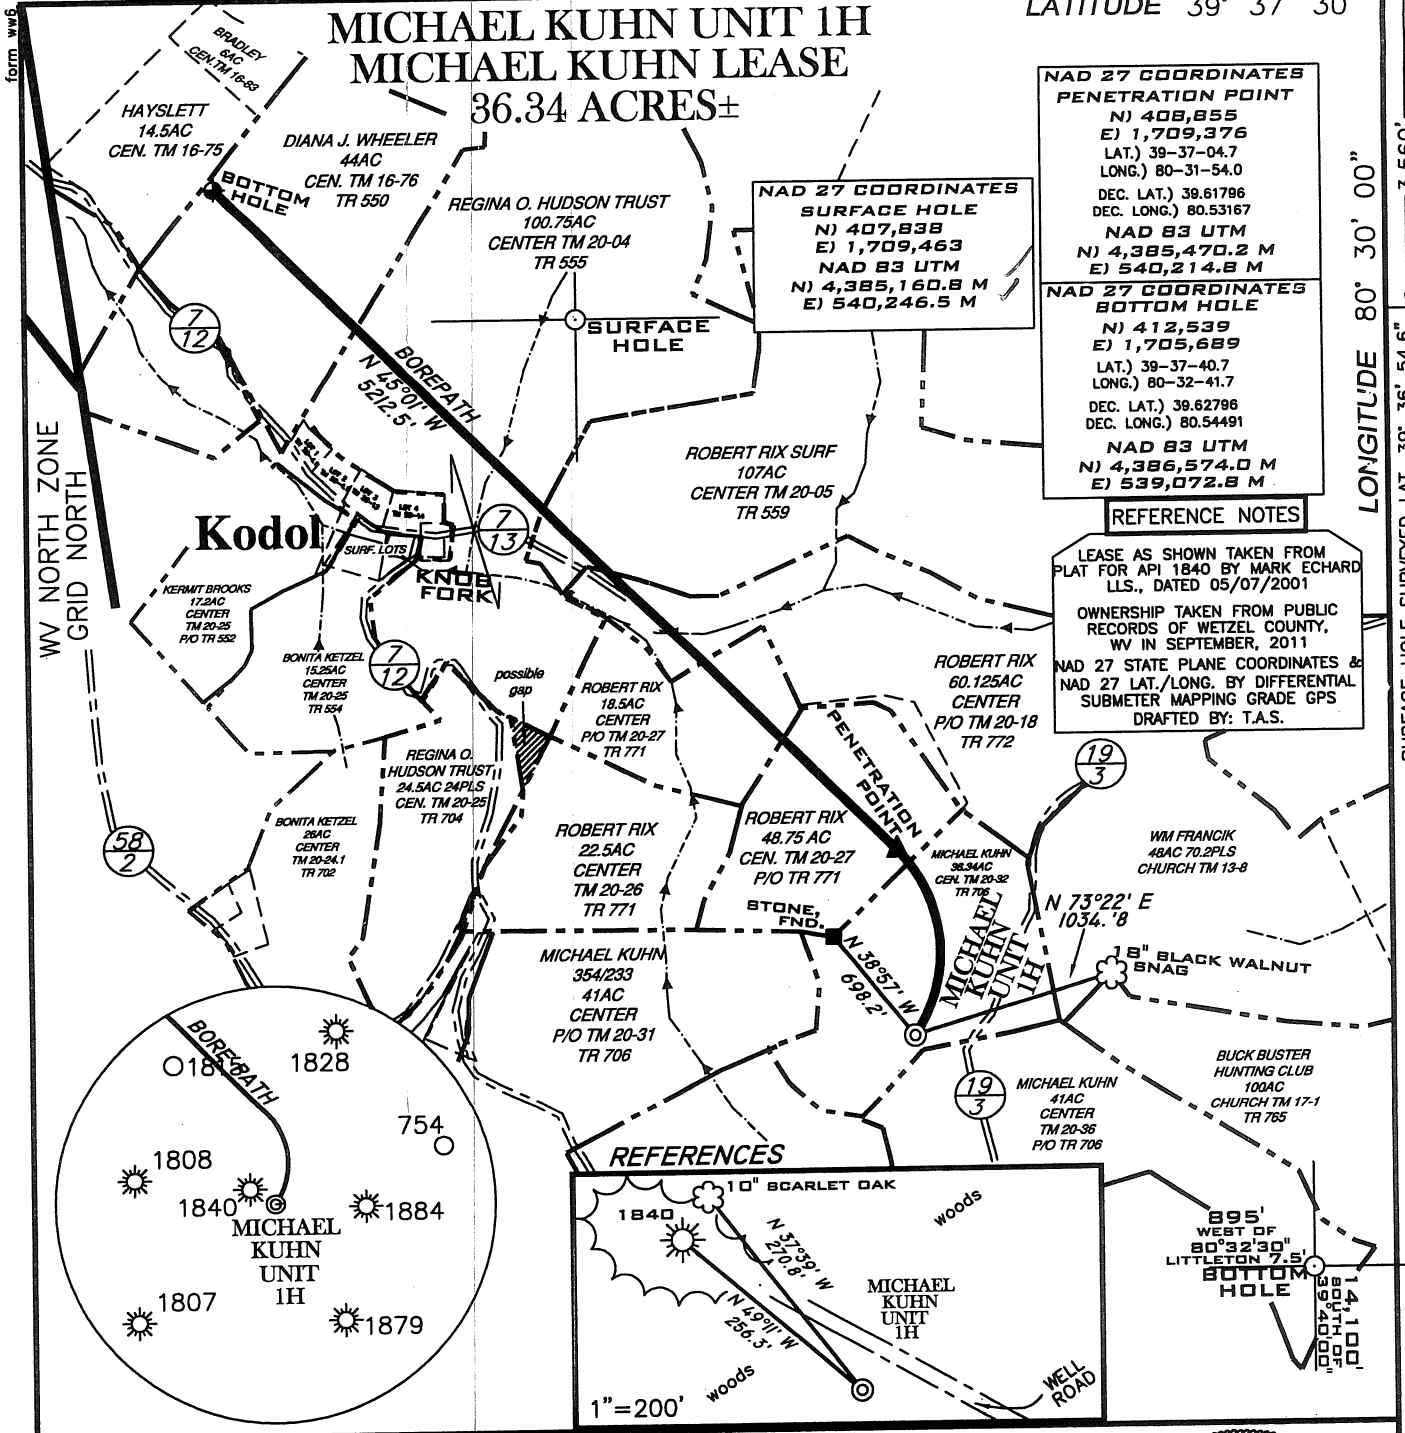 form ww6
MICHAEL KUHN UNIT 1H
MICHAEL KUHN LEASE
36.34 ACRES±
LATITUDE 39° 37' 30"
BRADLEY
6AC
CEN.TM 16-83
HAYSLETT
14.5AC
CEN. TM 16-75
DIANA J. WHEELER
44AC
CEN. TM 16-76
TR 550
BOTTOM
HOLE
REGINA O. HUDSON TRUST
100.75AC
CENTER TM 20-04
TR 555
SURFACE
HOLE
NAD 27 COORDINATES
SURFACE HOLE
N) 407,838
E) 1,709,463
NAD 83 UTM
N) 4,385,160.8 M
E) 540,246.5 M
NAD 27 COORDINATES
PENETRATION POINT
N) 408,855
E) 1,709,376
LAT.) 39-37-04.7
LONG.) 80-31-54.0
DEC. LAT.) 39.61796
DEC. LONG.) 80.53167
NAD 83 UTM
N) 4,385,470.2 M
E) 540,214.8 M
NAD 27 COORDINATES
BOTTOM HOLE
N) 412,539
E) 1,705,689
LAT.) 39-37-40.7
LONG.) 80-32-41.7
DEC. LAT.) 39.62796
DEC. LONG.) 80.54491
NAD 83 UTM
N) 4,386,574.0 M
E) 539,072.8 M
LONGITUDE 80° 30' 00"
REFERENCE NOTES
LEASE AS SHOWN TAKEN FROM
PLAT FOR API 1840 BY MARK ECHARD
LLS., DATED 05/07/2001
OWNERSHIP TAKEN FROM PUBLIC
RECORDS OF WETZEL COUNTY,
WV IN SEPTEMBER, 2011
NAD 27 STATE PLANE COORDINATES &
NAD 27 LAT./LONG. BY DIFFERENTIAL
SUBMETER MAPPING GRADE GPS
DRAFTED BY: T.A.S.
7
12
BOREPATH
N 45°01' W
5212.5'
WV NORTH ZONE
GRID NORTH
ROBERT RIX SURF
107AC
CENTER TM 20-05
TR 559
Kodol
SURF. LOTS
7
13
KNOB
FORK
KERMIT BROOKS
17.2AC
CENTER
TM 20-25
P/O TR 552
BONITA KETZEL
15.25AC
CENTER
TM 20-25
TR 554
7
12
possible
gap
ROBERT RIX
18.5AC
CENTER
P/O TM 20-27
TR 771
ROBERT RIX
60.125AC
CENTER
P/O TM 20-18
TR 772
PENETRATION
POINT
REGINA O.
HUDSON TRUST
24.5AC 24PLS
CEN. TM 20-25
TR 704
19
3
BONITA KETZEL
26AC
CENTER
TM 20-24.1
TR 702
58
2
ROBERT RIX
22.5AC
CENTER
TM 20-26
TR 771
ROBERT RIX
48.75 AC
CEN. TM 20-27
P/O TR 771
MICHAEL KUHN
36.34AC
CEN. TM 20-32
TR 706
WM FRANCIK
48AC 70.2PLS
CHURCH TM 13-8
STONE,
FND.
N 38°57' W
698.2'
MICHAEL
KUHN
UNIT
1H
N 73°22' E
1034.'8
18" BLACK WALNUT
SNAG
MICHAEL KUHN
354/233
41AC
CENTER
P/O TM 20-31
TR 706
19
3
MICHAEL KUHN
41AC
CENTER
TM 20-36
P/O TR 706
BUCK BUSTER
HUNTING CLUB
100AC
CHURCH TM 17-1
TR 765
BOREPATH
1828
754
1808
1840
1884
MICHAEL
KUHN
UNIT
1H
1807
1879
REFERENCES
10" SCARLET OAK
1840
N 37°39' W
270.8'
N 49°11' W
256.3'
woods
MICHAEL
KUHN
UNIT
1H
woods
WELL
ROAD
1"=200'
895'
WEST OF
80°32'30"
LITTLETON 7.5'
BOTTOM
HOLE
14,100'
SOUTH OF
39°40'00"